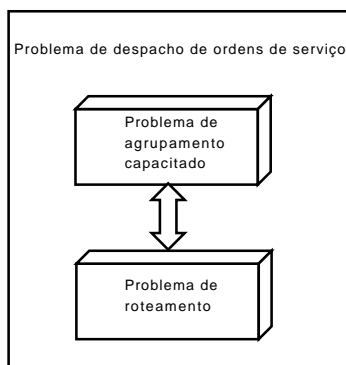 Problema de despacho de ordens de serviço
Problema de
agrupamento
capacitado
Problema de
roteamento